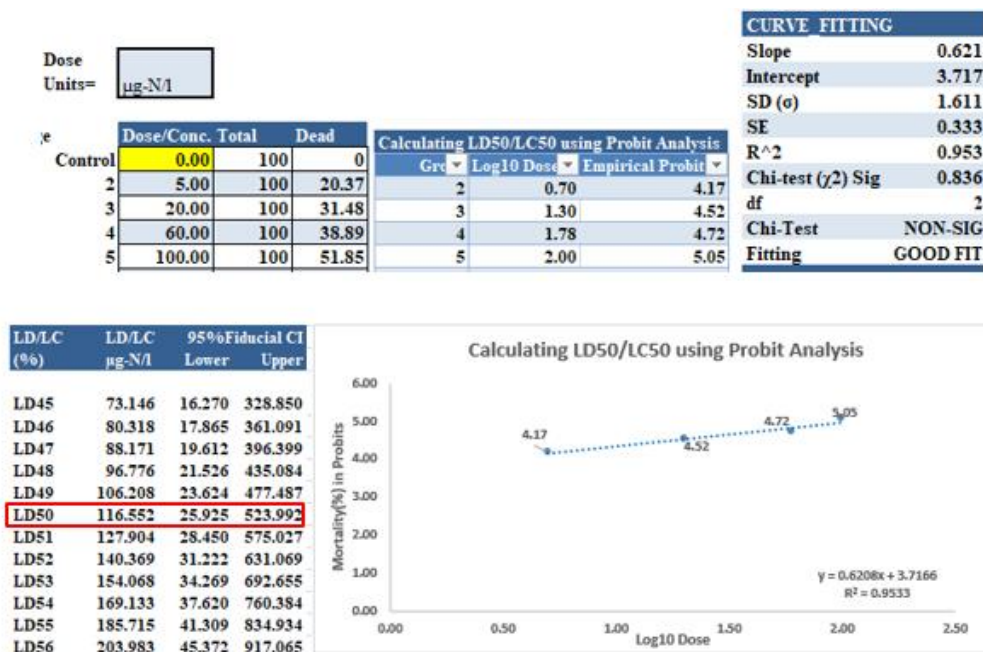 Dose
Units= µg-N/l
e Dose/Conc. Total Dead
Control 0.00 100 0
2 5.00 100 20.37
3 20.00 100 31.48
4 60.00 100 38.89
5 100.00 100 51.85
Calculating LD50/LC50 using Probit Analysis
Gro Log10 Dose Empirical Probit
2 0.70 4.17
3 1.30 4.52
4 1.78 4.72
5 2.00 5.05
CURVE_FITTING
Slope 0.621
Intercept 3.717
SD (σ) 1.611
SE 0.333
R^2 0.953
Chi-test (χ2) Sig 0.836
df 2
Chi-Test NON-SIG
Fitting GOOD FIT
LD/LC LD/LC 95%Fiducial CI
(%) µg-N/l Lower Upper
LD45 73.146 16.270 328.850
LD46 80.318 17.865 361.091
LD47 88.171 19.612 396.399
LD48 96.776 21.526 435.084
LD49 106.208 23.624 477.487
LD50 116.552 25.925 523.992
LD51 127.904 28.450 575.027
LD52 140.369 31.222 631.069
LD53 154.068 34.269 692.655
LD54 169.133 37.620 760.384
LD55 185.715 41.309 834.934
LD56 203.983 45.372 917.065
Calculating LD50/LC50 using Probit Analysis
Mortality(%) in Probits
6.00
5.00
4.00
3.00
2.00
1.00
0.00
4.17
4.52
4.72
5.05
y = 0.6208x + 3.7166
R² = 0.9533
0.00 0.50 1.00 1.50 2.00 2.50
Log10 Dose